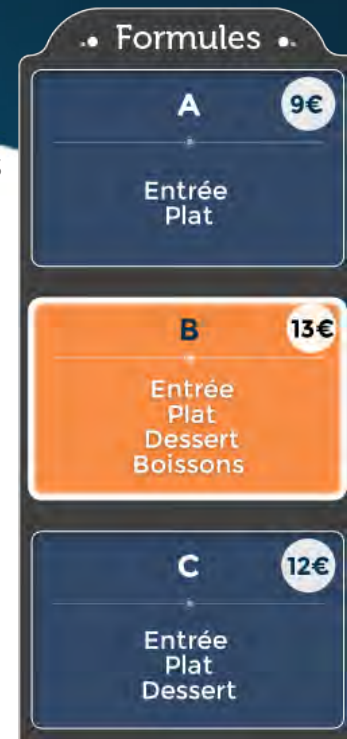 Formules
A
9€
Entrée
Plat
B
13€
Entrée
Plat
Dessert
Boissons
C
12€
Entrée
Plat
Dessert